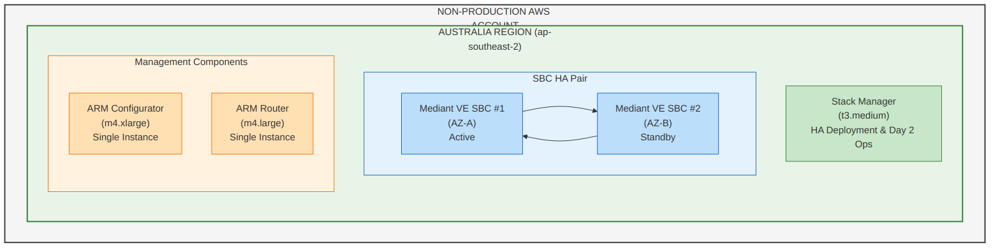 NON-PRODUCTION AWS
ACCOUNT
AUSTRALIA REGION (ap-
southeast-2)
Management Components
ARM Configurator
(m4.xlarge)
Single Instance
ARM Router
(m4.large)
Single Instance
SBC HA Pair
Mediant VE SBC #1
(AZ-A)
Active
Mediant VE SBC #2
(AZ-B)
Standby
Stack Manager
(t3.medium)
HA Deployment & Day 2
Ops